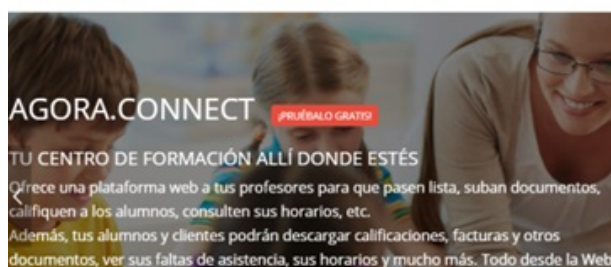 AGORA.CONNECT ¡PRUÉBALO GRATIS!
TU CENTRO DE FORMACIÓN ALLÍ DONDE ESTÉS
Ofrece una plataforma web a tus profesores para que pasen lista, suban documentos,
califiquen a los alumnos, consulten sus horarios, etc.
Además, tus alumnos y clientes podrán descargar calificaciones, facturas y otros
documentos, ver sus faltas de asistencia, sus horarios y mucho más. Todo desde la Web